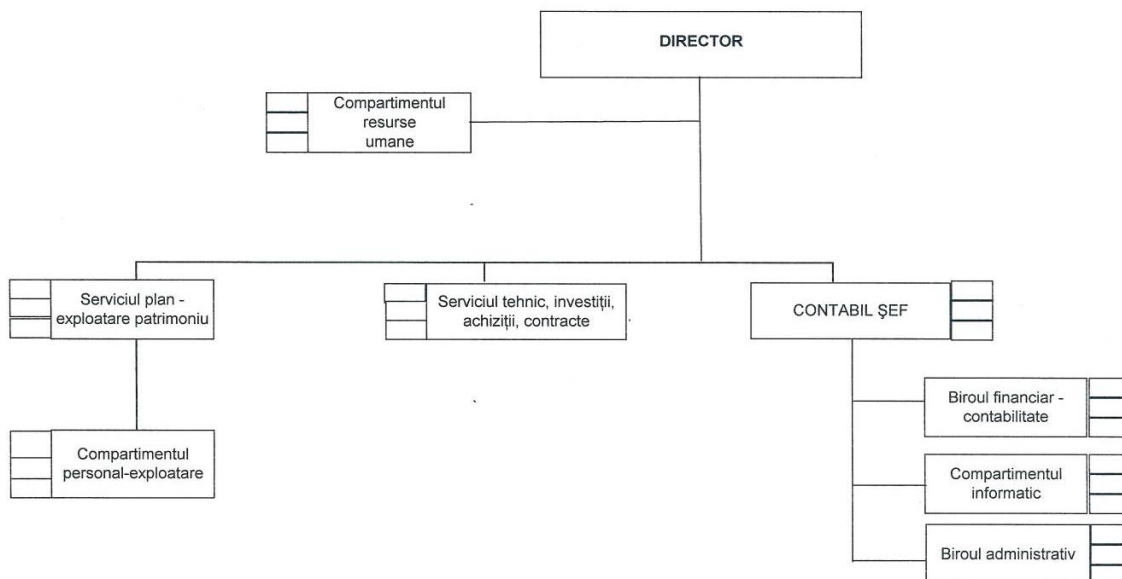 DIRECTOR
Compartimentul
resurse
umane
Serviciul plan -
exploatare patrimoniu
Serviciul tehnic, investiții,
achiziții, contracte
CONTABIL ŞEF
Compartimentul
personal-exploatare
Biroul financiar -
contabilitate
Compartimentul
informatic
Biroul administrativ